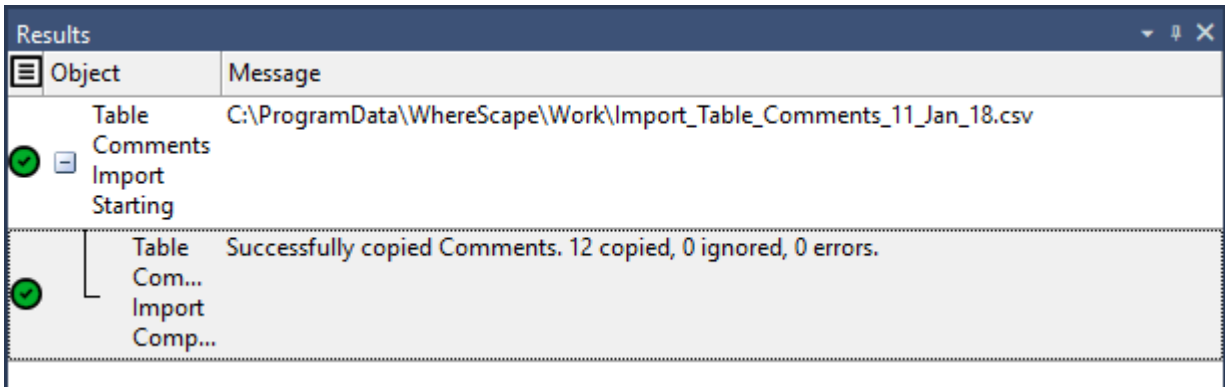 Results
Object Message
Table C:\ProgramData\WhereScape\Work\Import_Table_Comments_11_Jan_18.csv
Comments
Import
Starting
Table Successfully copied Comments. 12 copied, 0 ignored, 0 errors.
Com...
Import
Comp...